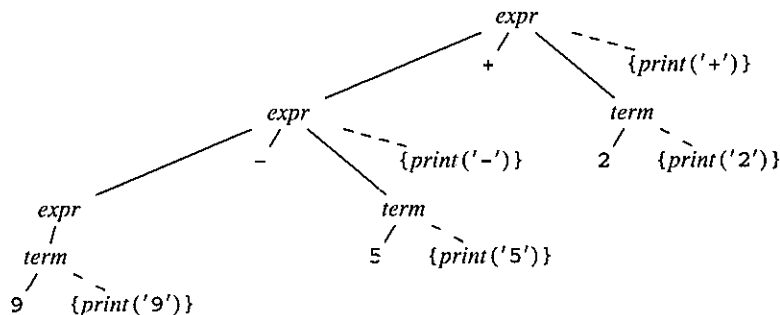 expr
+ {print('+')}
expr term
- {print('-')} 2 {print('2')}
expr term
term 5 {print('5')}
9 {print('9')}